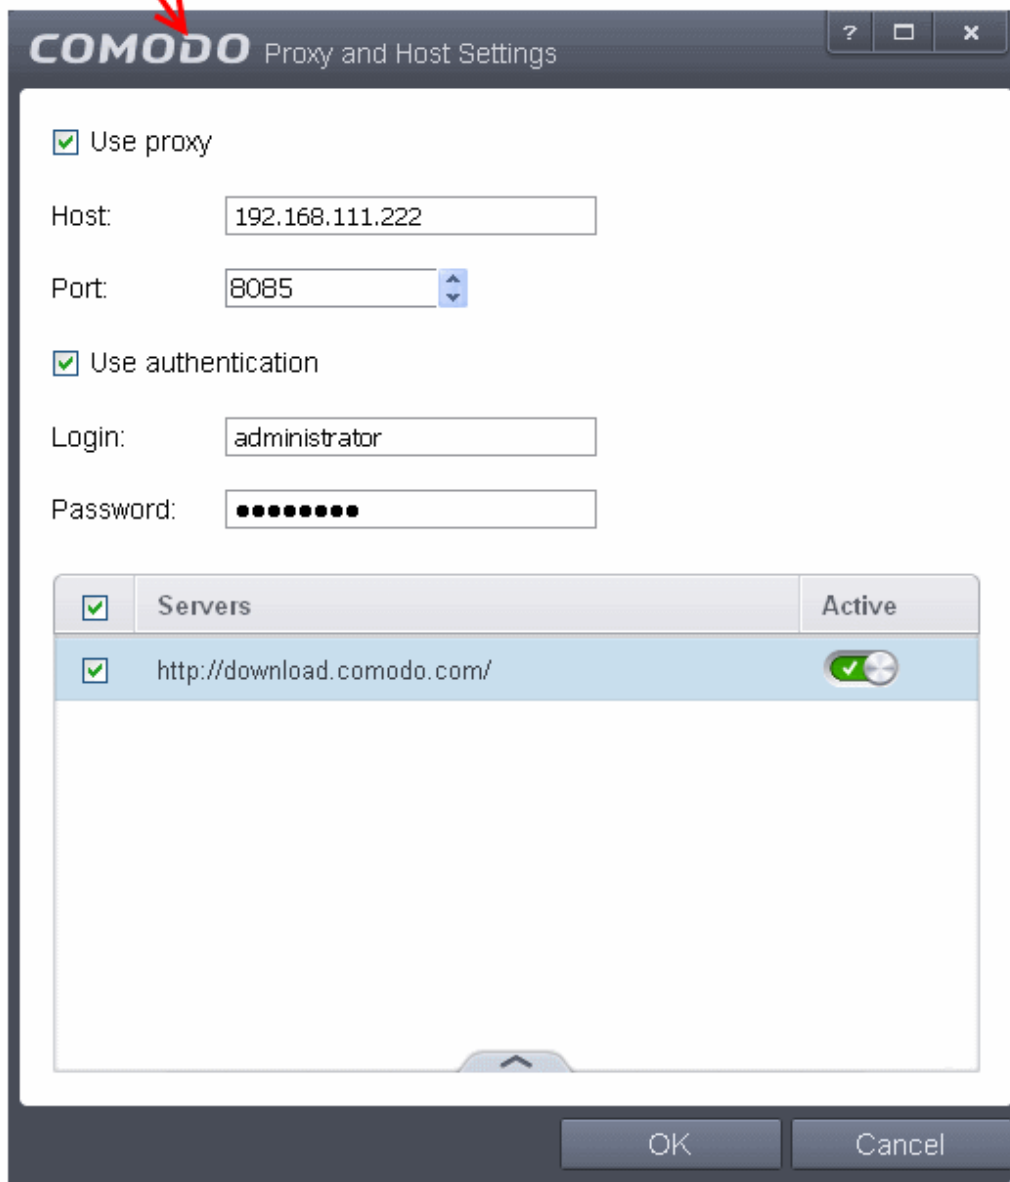 COMODO Proxy and Host Settings ?
Use proxy
Host: 192.168.111.222
Port: 8085
Use authentication
Login: administrator
Password: ●●●●●●●●
Servers Active
http://download.comodo.com/
OK Cancel